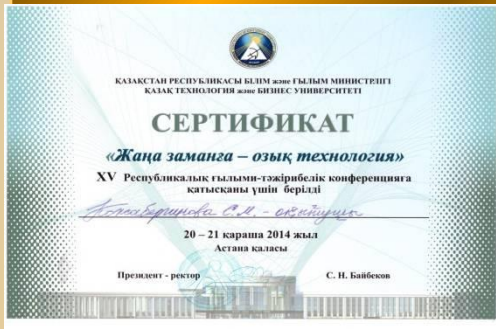 ҚАЗАҚСТАН РЕСПУБЛИКАСЫ БІЛІМ және ҒЫЛЫМ МИНИСТРЛІГІ
ҚАЗАҚ ТЕХНОЛОГИЯ және БИЗНЕС УНИВЕРСИТЕТІ
СЕРТИФИКАТ
«Жаңа заманға – озық технология»
XV Республикалық ғылыми-тәжірибелік конференцияға
қатысқаны үшін берілді
С.М. - оқытушы
20 – 21 қараша 2014 жыл
Астана қаласы
Президент - ректор С. Н. Байбеков